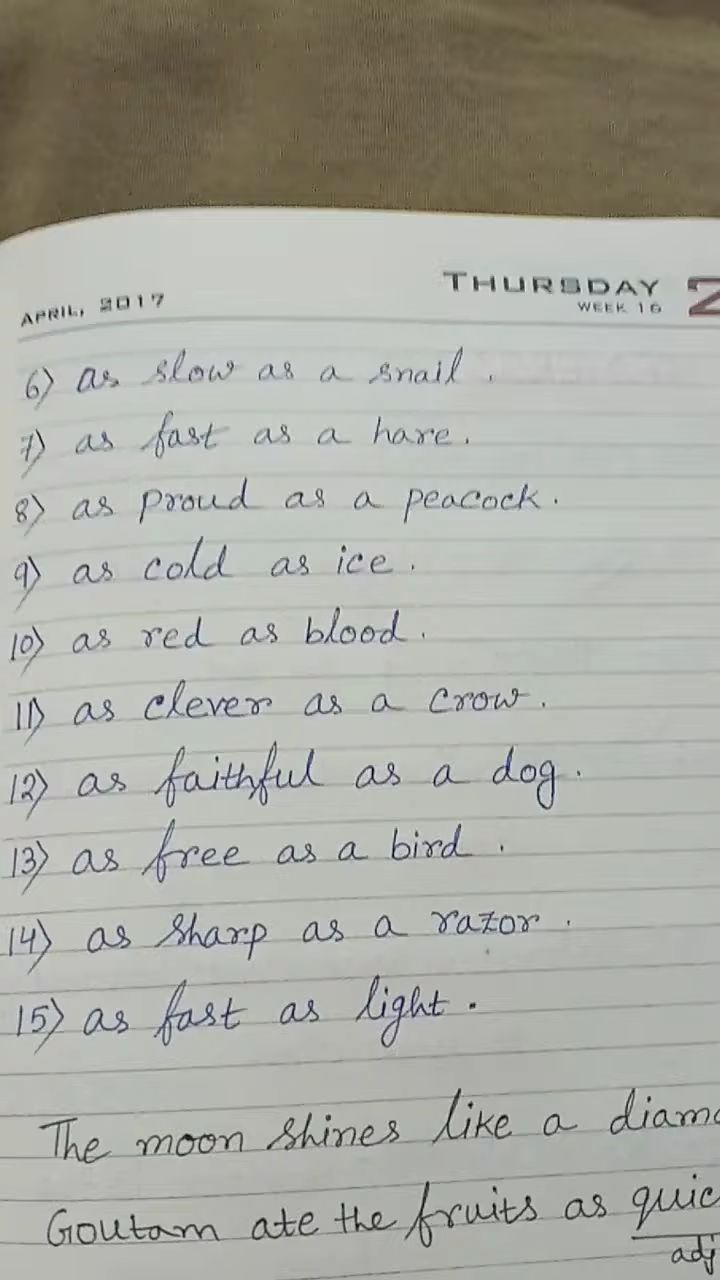 APRIL, 2017
THURSDAY
WEEK 16
6) as slow as a snail.
7) as fast as a hare.
8) as proud as a peacock.
9) as cold as ice.
10) as red as blood.
11) as clever as a crow.
12) as faithful as a dog.
13) as free as a bird.
14) as sharp as a razor.
15) as fast as light.
The moon shines like a
Goutam ate the fruits as
adj